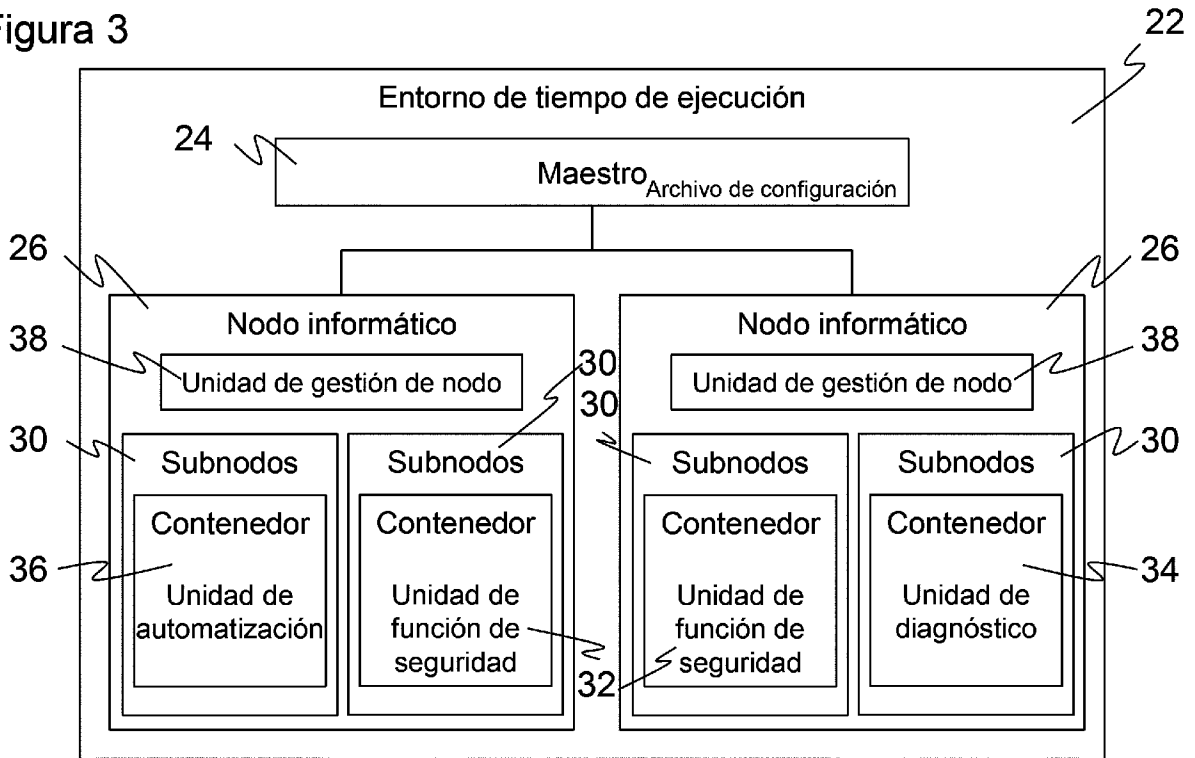 Figura 3
22
Entorno de tiempo de ejecución
24
Maestro
Archivo de configuración
26
26
Nodo informático
Nodo informático
38
38
Unidad de gestión de nodo
Unidad de gestión de nodo
30
30
30
30
Subnodos
Subnodos
Subnodos
Subnodos
Contenedor
Contenedor
Contenedor
Contenedor
36
34
Unidad de
automatización
Unidad de
función de
seguridad
Unidad de
función de
seguridad
Unidad de
diagnóstico
32